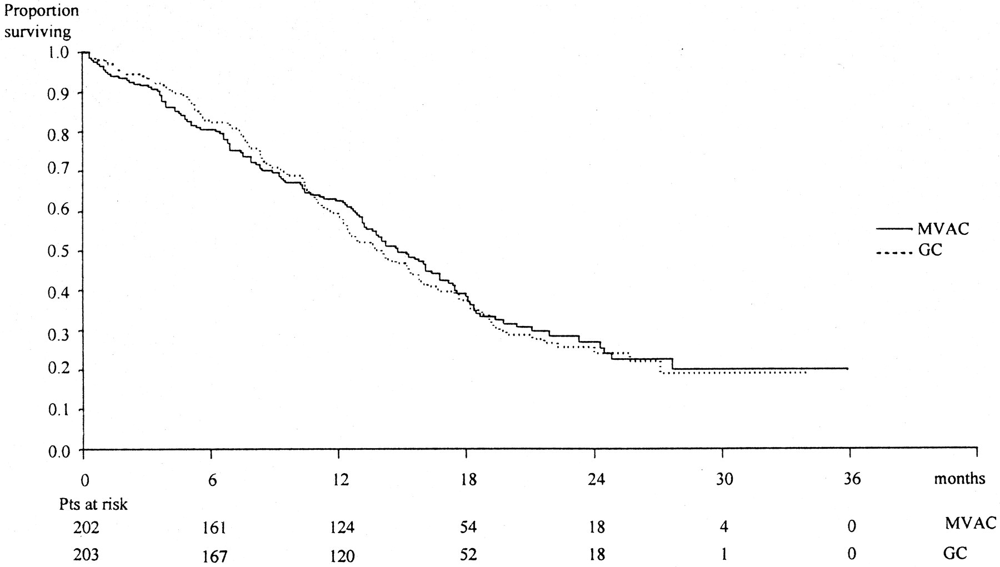 Proportion
surviving
1.0
0.9
0.8
0.7
0.6
0.5
0.4
0.3
0.2
0.1
0.0
MVAC
GC
0 6 12 18 24 30 36 months
Pts at risk
202 161 124 54 18 4 0 MVAC
203 167 120 52 18 1 0 GC